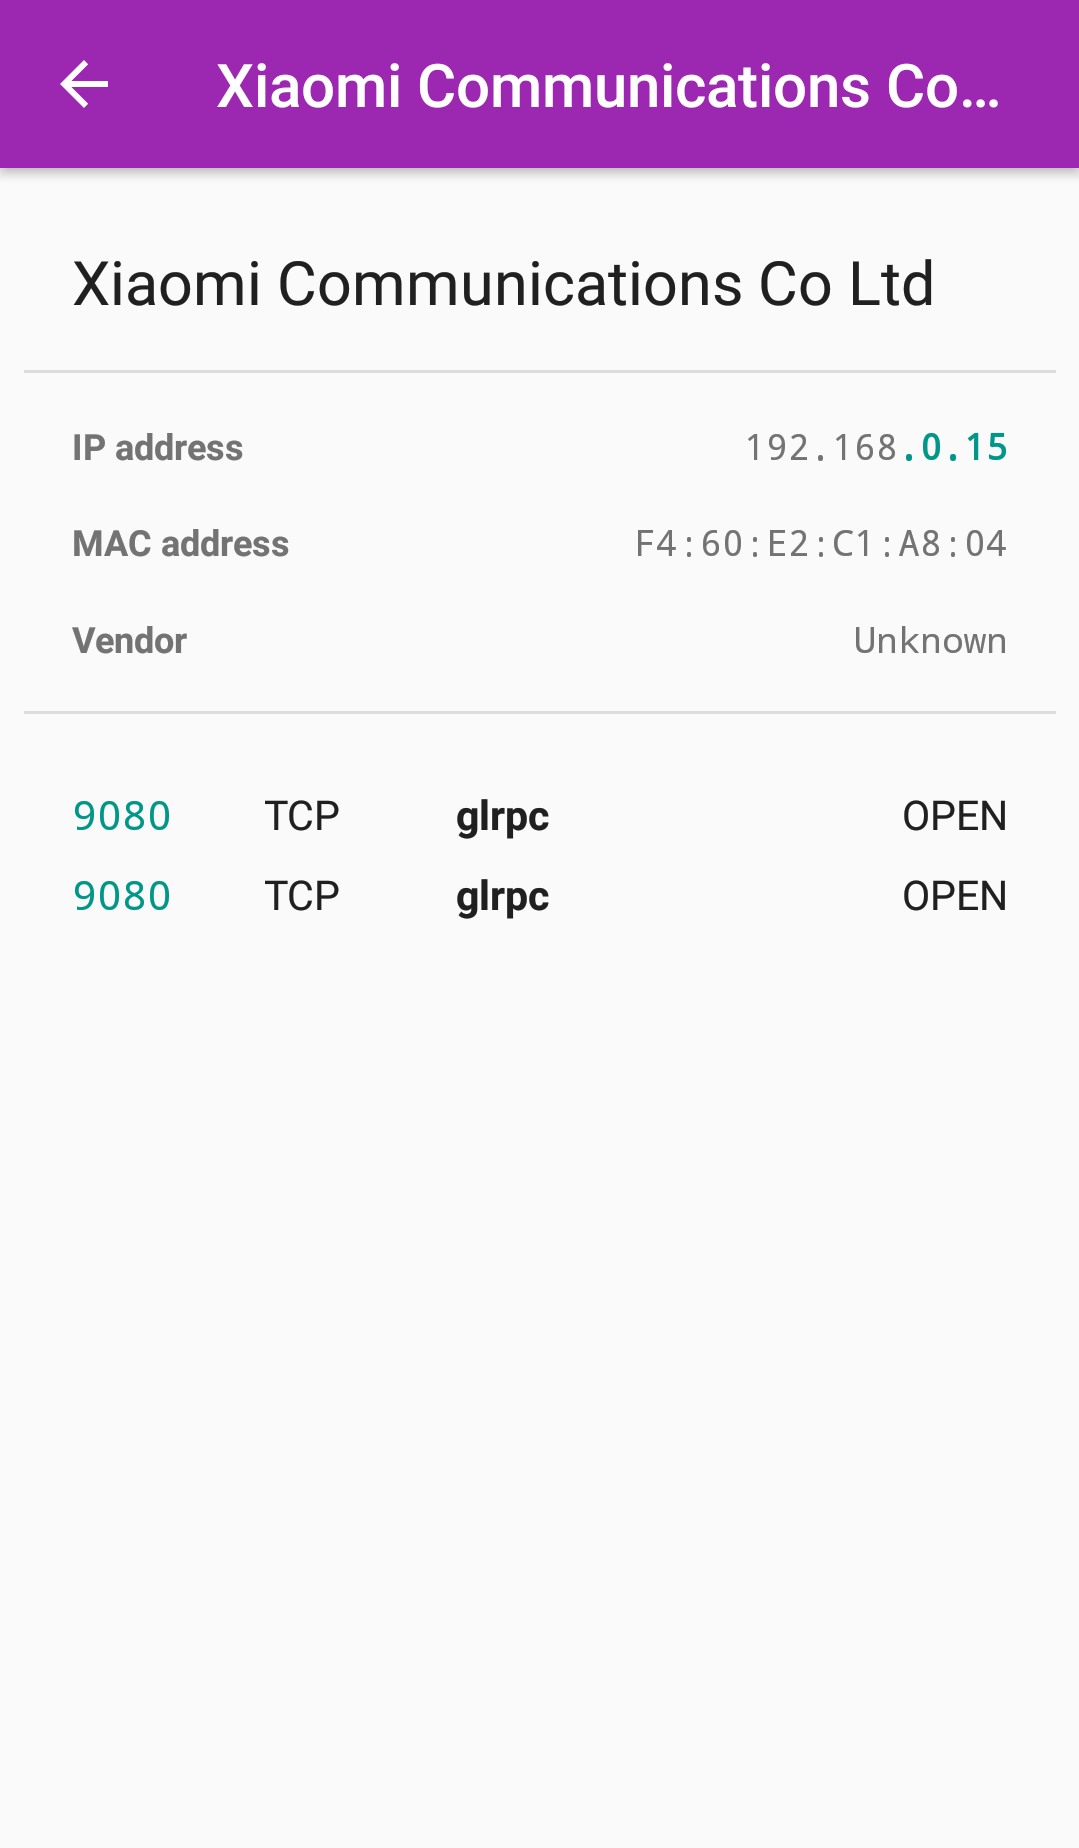 Xiaomi Communications Co...
Xiaomi Communications Co Ltd
IP address 192.168.0.15
MAC address F4:60:E2:C1:A8:04
Vendor Unknown
9080 TCP glrpc OPEN
9080 TCP glrpc OPEN